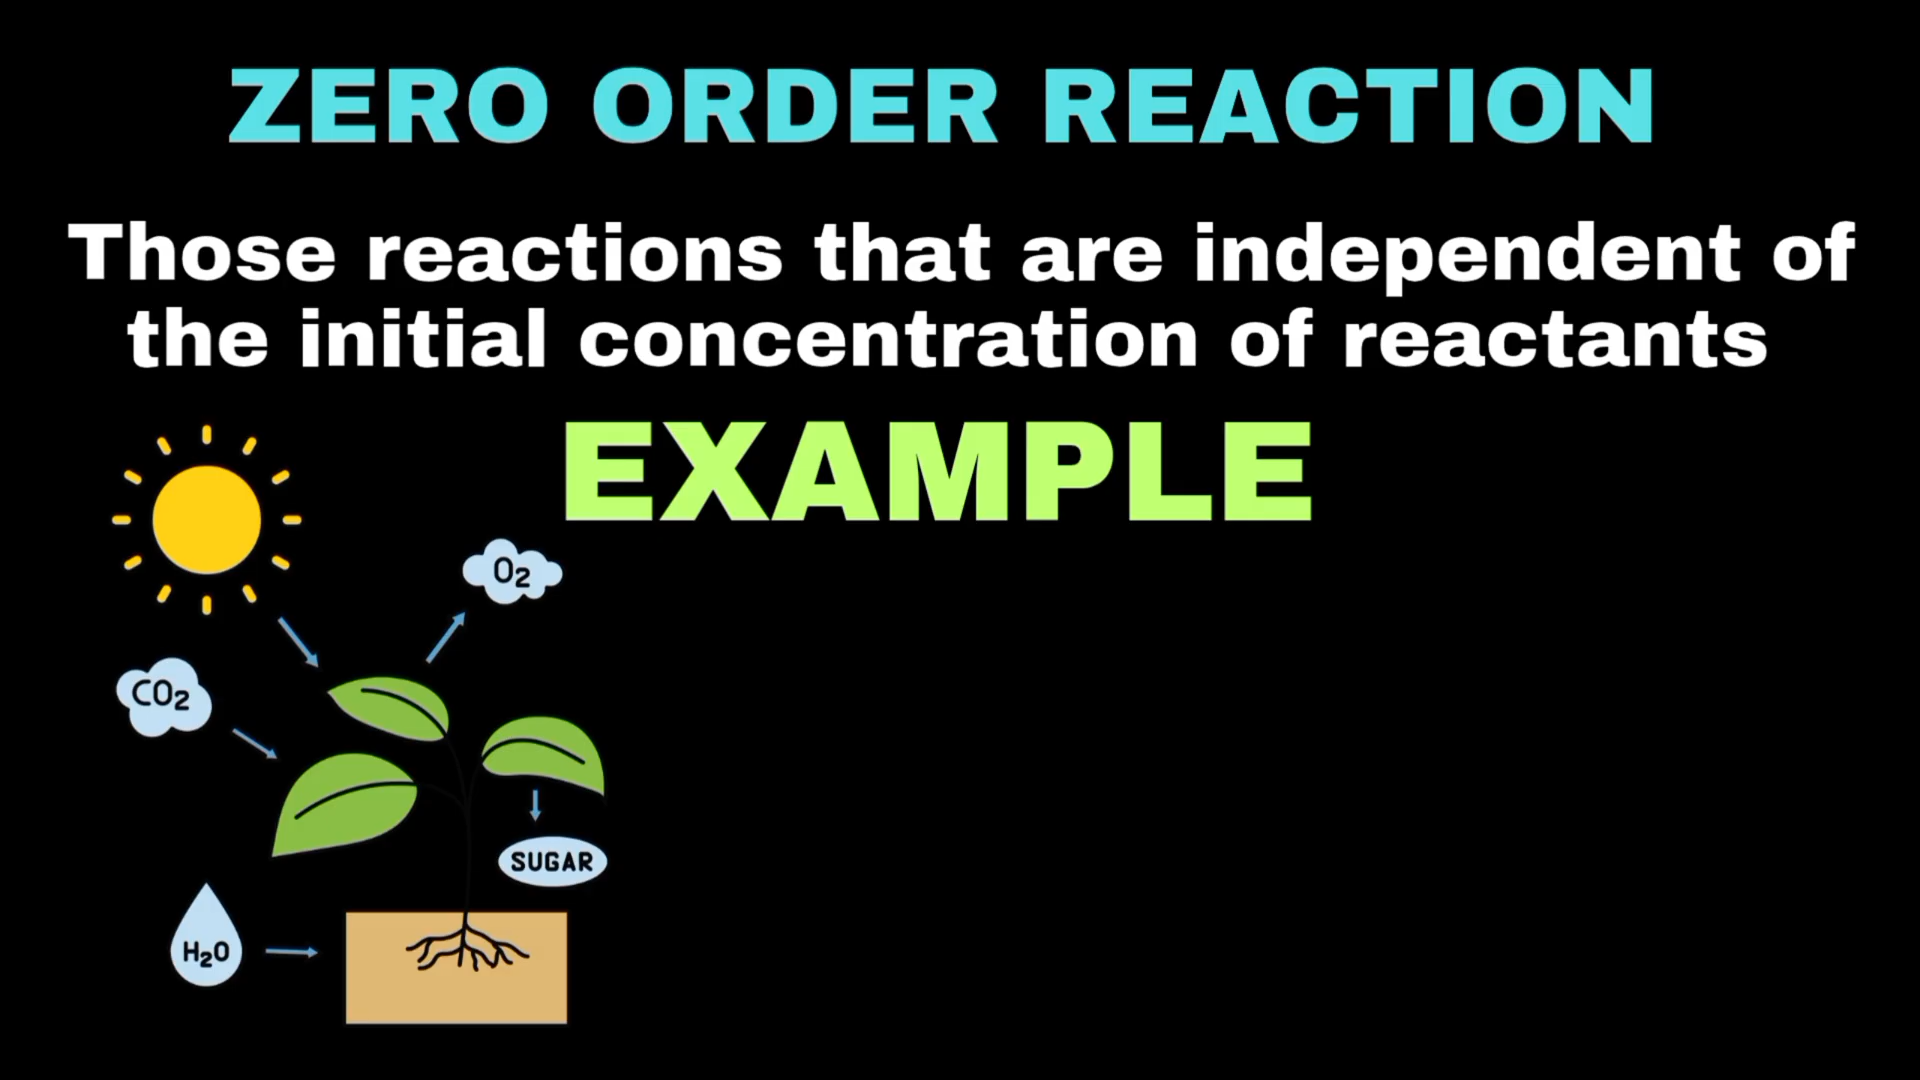 ZERO ORDER REACTION
Those reactions that are independent of
the initial concentration of reactants
EXAMPLE
O2
CO2
SUGAR
H2O